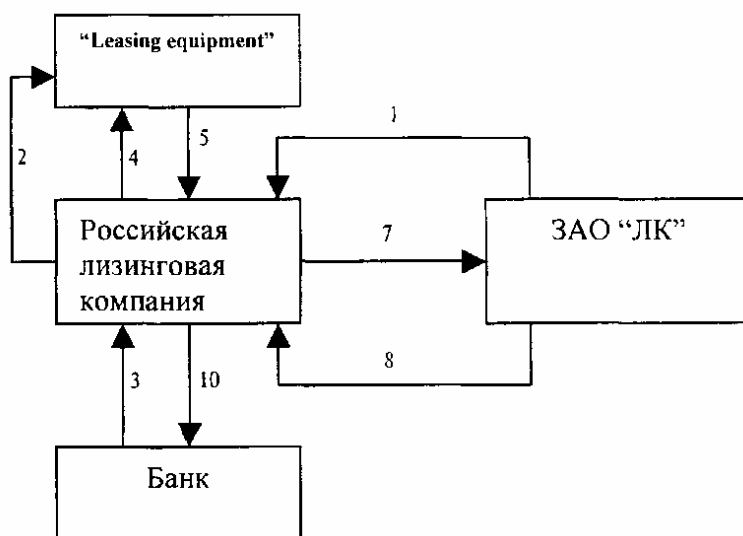 “Leasing equipment”
1
2
4
5
Российская
лизинговая
компания
7
ЗАО “ЛК”
8
3
10
Банк